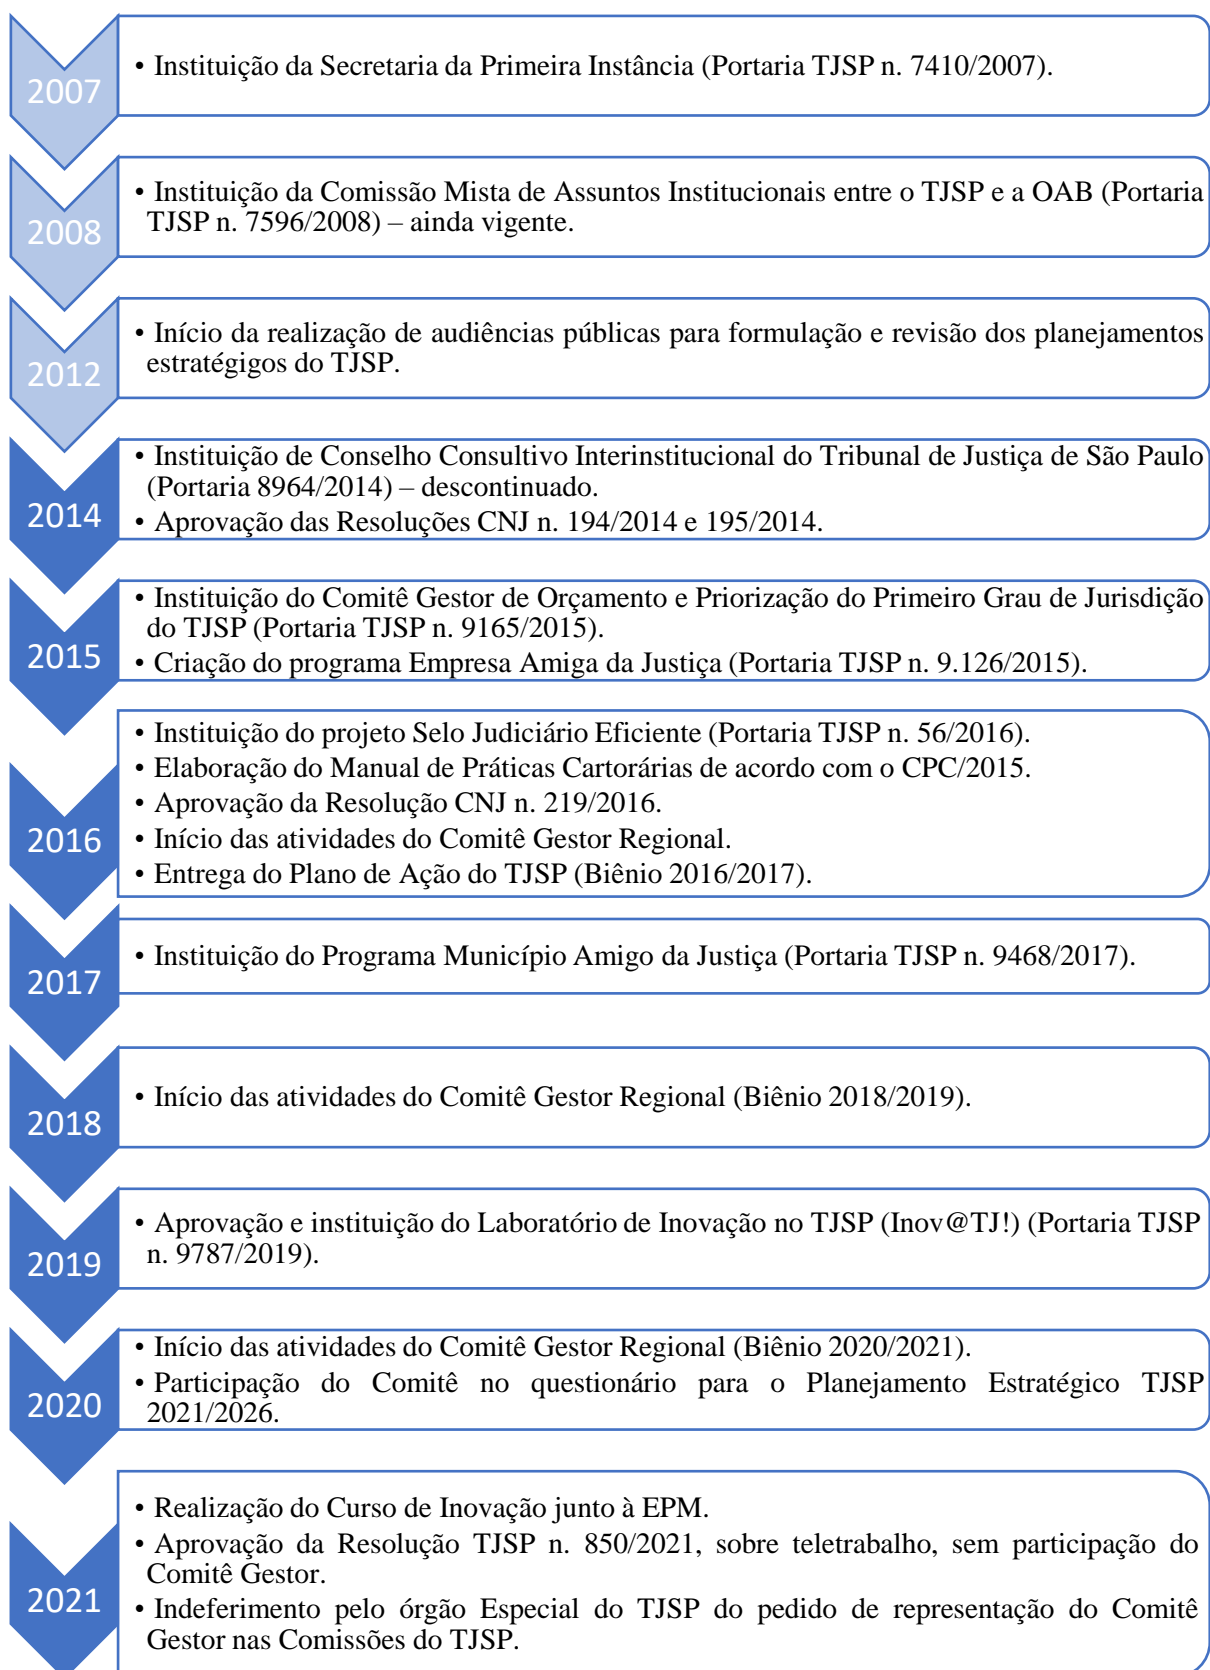 2007
• Instituição da Secretaria da Primeira Instância (Portaria TJSP n. 7410/2007).
2008
• Instituição da Comissão Mista de Assuntos Institucionais entre o TJSP e a OAB (Portaria
TJSP n. 7596/2008) – ainda vigente.
2012
• Início da realização de audiências públicas para formulação e revisão dos planejamentos
estratégigos do TJSP.
2014
• Instituição de Conselho Consultivo Interinstitucional do Tribunal de Justiça de São Paulo
(Portaria 8964/2014) – descontinuado.
• Aprovação das Resoluções CNJ n. 194/2014 e 195/2014.
2015
• Instituição do Comitê Gestor de Orçamento e Priorização do Primeiro Grau de Jurisdição
do TJSP (Portaria TJSP n. 9165/2015).
• Criação do programa Empresa Amiga da Justiça (Portaria TJSP n. 9.126/2015).
2016
• Instituição do projeto Selo Judiciário Eficiente (Portaria TJSP n. 56/2016).
• Elaboração do Manual de Práticas Cartorárias de acordo com o CPC/2015.
• Aprovação da Resolução CNJ n. 219/2016.
• Início das atividades do Comitê Gestor Regional.
• Entrega do Plano de Ação do TJSP (Biênio 2016/2017).
2017
• Instituição do Programa Município Amigo da Justiça (Portaria TJSP n. 9468/2017).
2018
• Início das atividades do Comitê Gestor Regional (Biênio 2018/2019).
2019
• Aprovação e instituição do Laboratório de Inovação no TJSP (Inov@TJ!) (Portaria TJSP
n. 9787/2019).
2020
• Início das atividades do Comitê Gestor Regional (Biênio 2020/2021).
• Participação do Comitê no questionário para o Planejamento Estratégico TJSP
2021/2026.
2021
• Realização do Curso de Inovação junto à EPM.
• Aprovação da Resolução TJSP n. 850/2021, sobre teletrabalho, sem participação do
Comitê Gestor.
• Indeferimento pelo órgão Especial do TJSP do pedido de representação do Comitê
Gestor nas Comissões do TJSP.